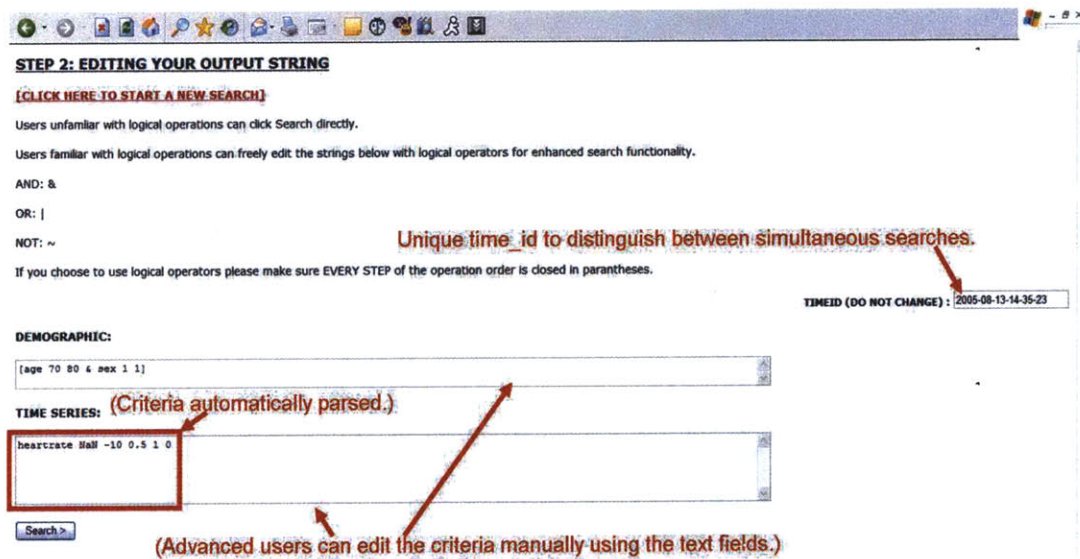 STEP 2: EDITING YOUR OUTPUT STRING
[CLICK HERE TO START A NEW SEARCH]
Users unfamliar with logical operations can click Search directly.
Users familiar with logical operations can freely edit the strings below with logical operators for enhanced search functionality.
AND: &
OR: |
NOT: ~
Unique time_id to distinguish between simultaneous searches.
If you choose to use logical operators please make sure EVERY STEP of the operation order is closed in parantheses.
TIMEID (DO NOT CHANGE) : 2005-08-13-14-35-23
DEMOGRAPHIC:
[age 70 80 & sex 1 1]
TIME SERIES: (Criteria automatically parsed.)
heartrate NaN -10 0.5 1 0
Search >
(Advanced users can edit the criteria manually using the text fields.)